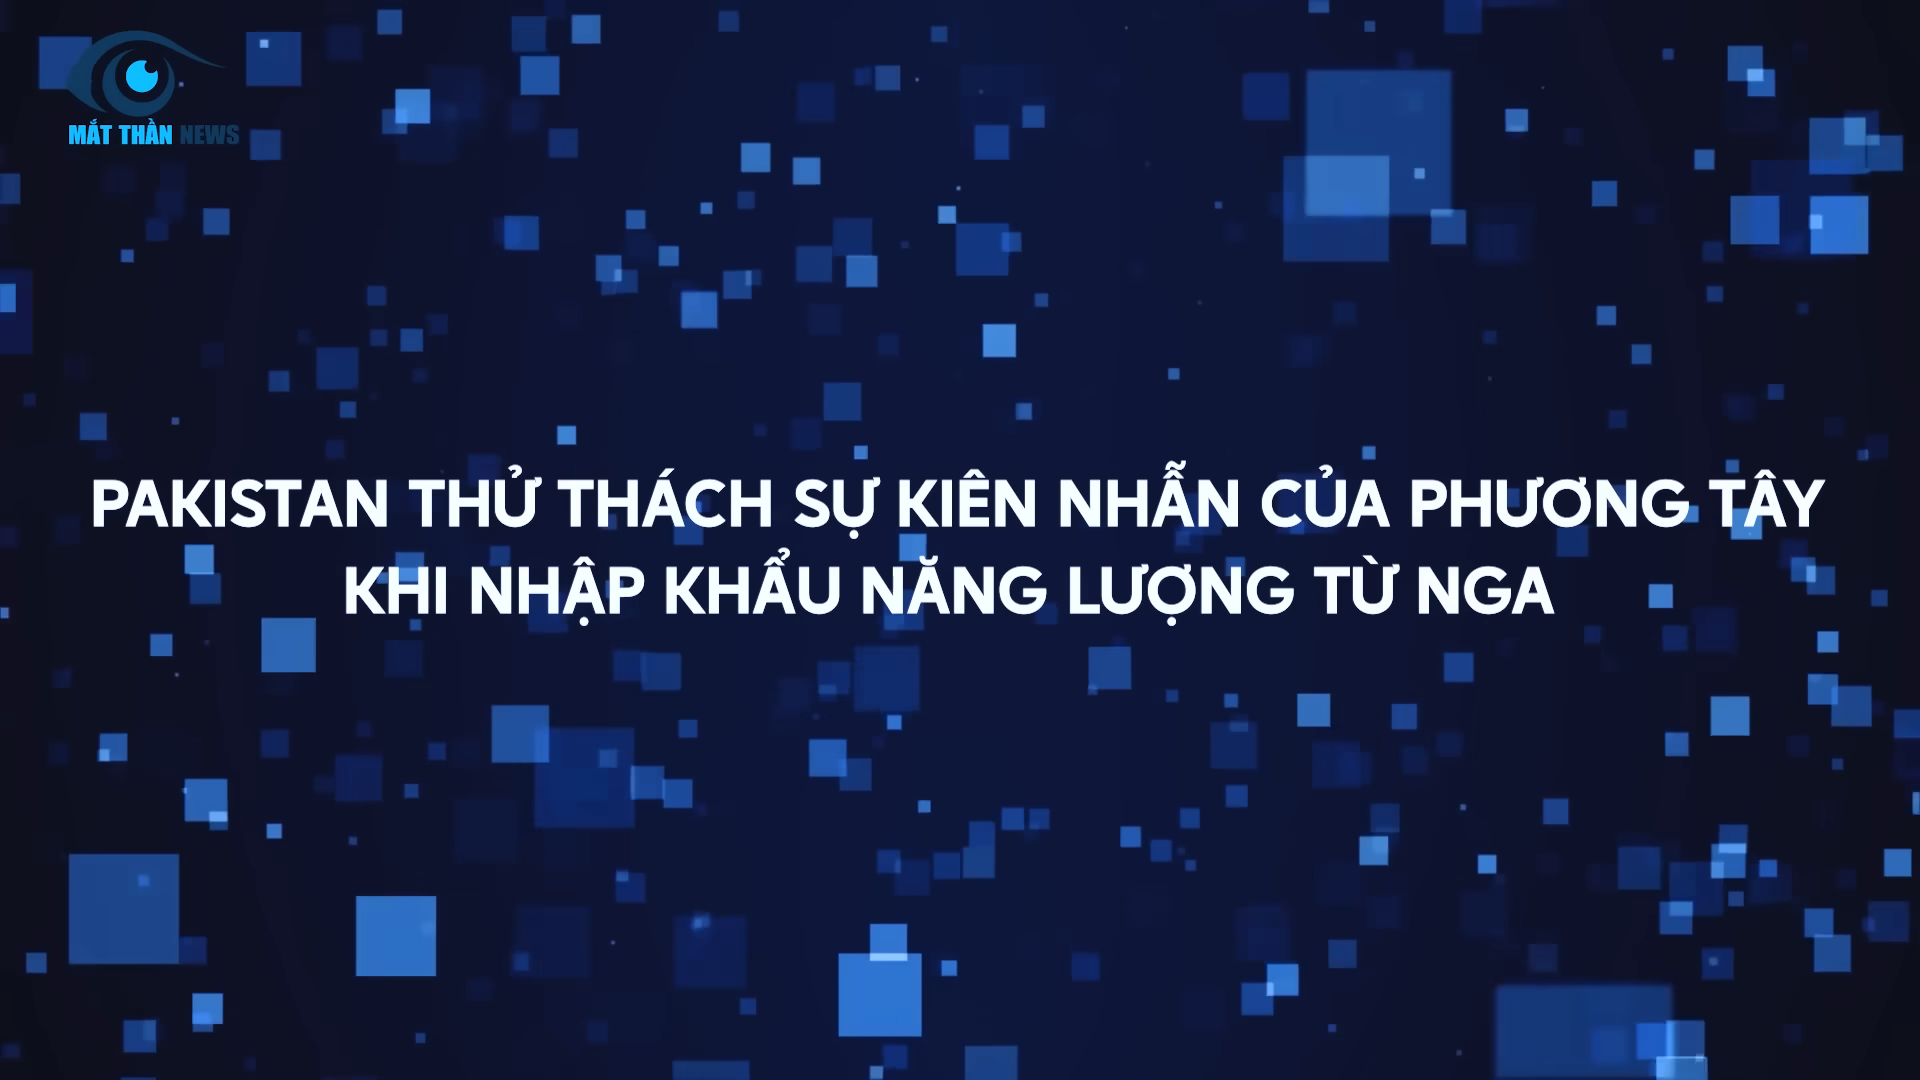 MẮT THẦN NEWS
PAKISTAN THỬ THÁCH SỰ KIÊN NHẪN CỦA PHƯƠNG TÂY
KHI NHẬP KHẨU NĂNG LƯỢNG TỪ NGA